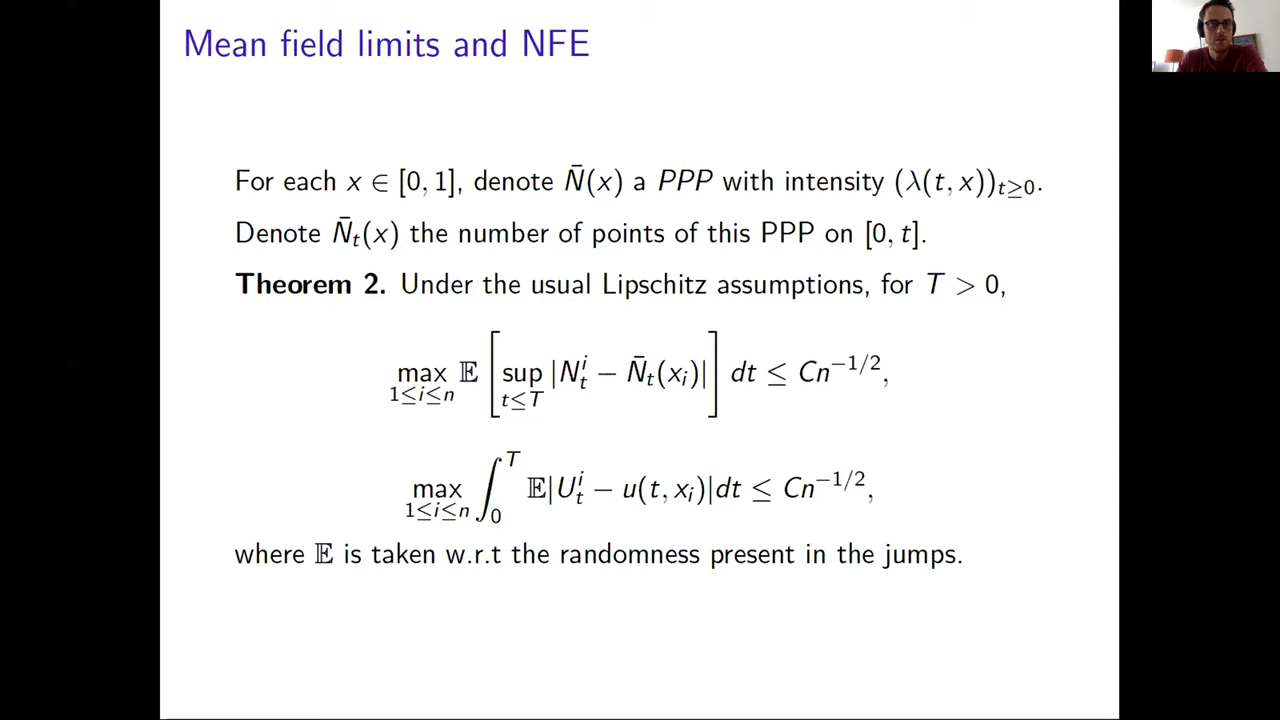 Mean field limits and NFE
For each x ∈ [0, 1], denote N̄(x) a PPP with intensity (λ(t, x))_{t≥0}.
Denote N̄_t(x) the number of points of this PPP on [0, t].
Theorem 2. Under the usual Lipschitz assumptions, for T > 0,
max_{1≤i≤n} 𝔼 [sup_{t≤T} |N_t^i − N̄_t(x_i)|] dt ≤ Cn^{−1/2},
max_{1≤i≤n} ∫_0^T 𝔼|U_t^i − u(t, x_i)|dt ≤ Cn^{−1/2},
where 𝔼 is taken w.r.t the randomness present in the jumps.